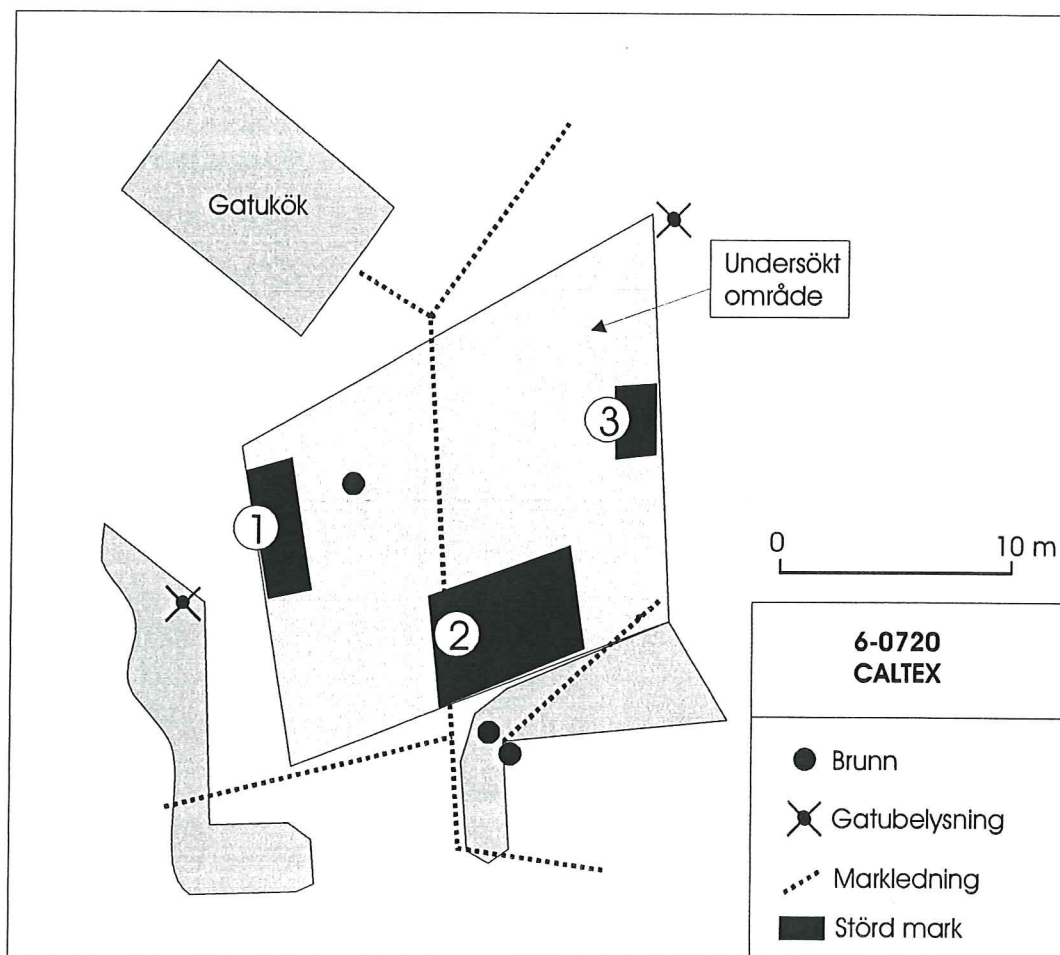 Gatukök
Undersökt
område
1
2
3
0
10 m
6-0720
CALTEX
Brunn
Gatubelysning
Markledning
Störd mark